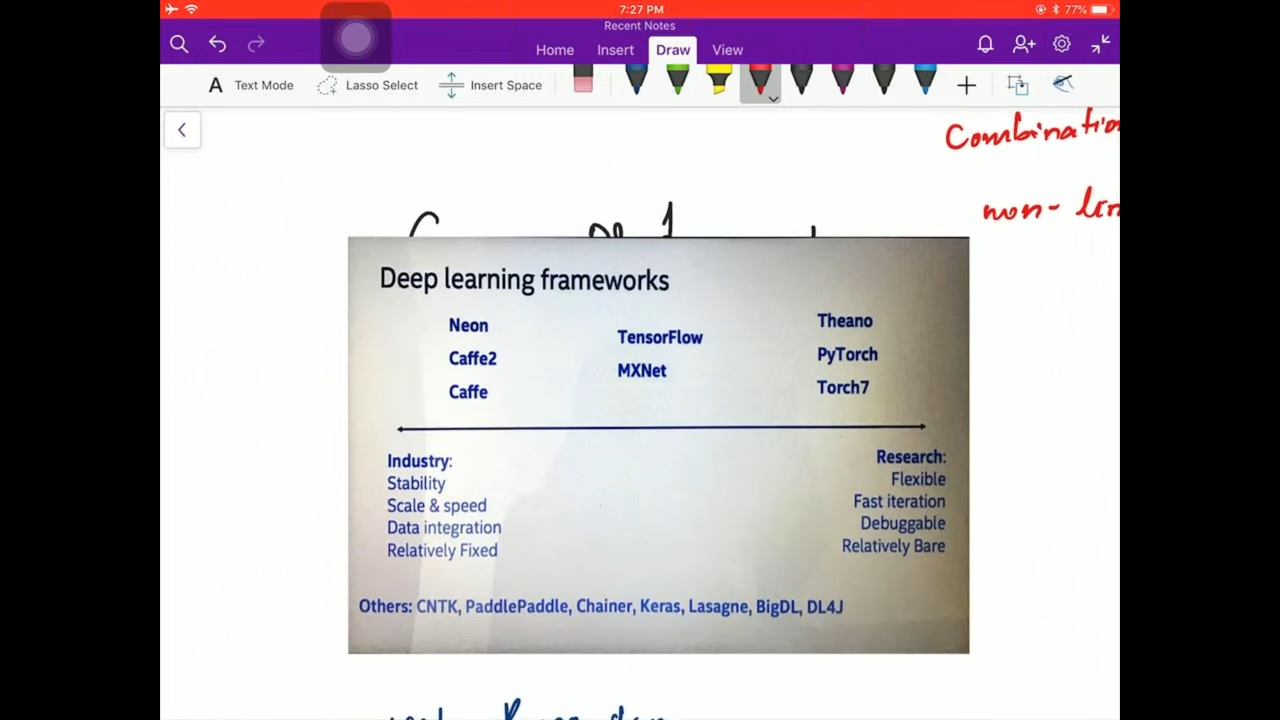 7:27 PM
77%
Recent Notes
Home Insert Draw View
A Text Mode Lasso Select Insert Space
Combinatio
non-
Deep learning frameworks
Neon
Caffe2
Caffe
TensorFlow
MXNet
Theano
PyTorch
Torch7
Industry:
Stability
Scale & speed
Data integration
Relatively Fixed
Research:
Flexible
Fast iteration
Debuggable
Relatively Bare
Others: CNTK, PaddlePaddle, Chainer, Keras, Lasagne, BigDL, DL4J